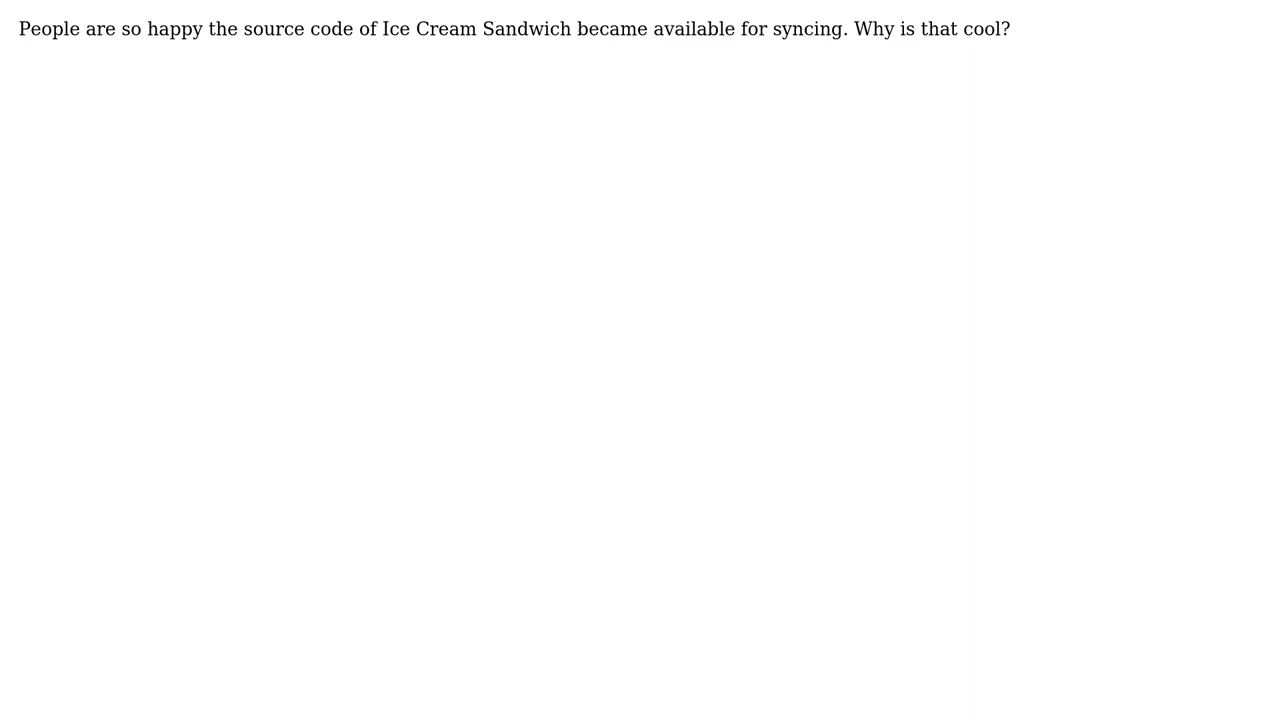 People are so happy the source code of Ice Cream Sandwich became available for syncing. Why is that cool?